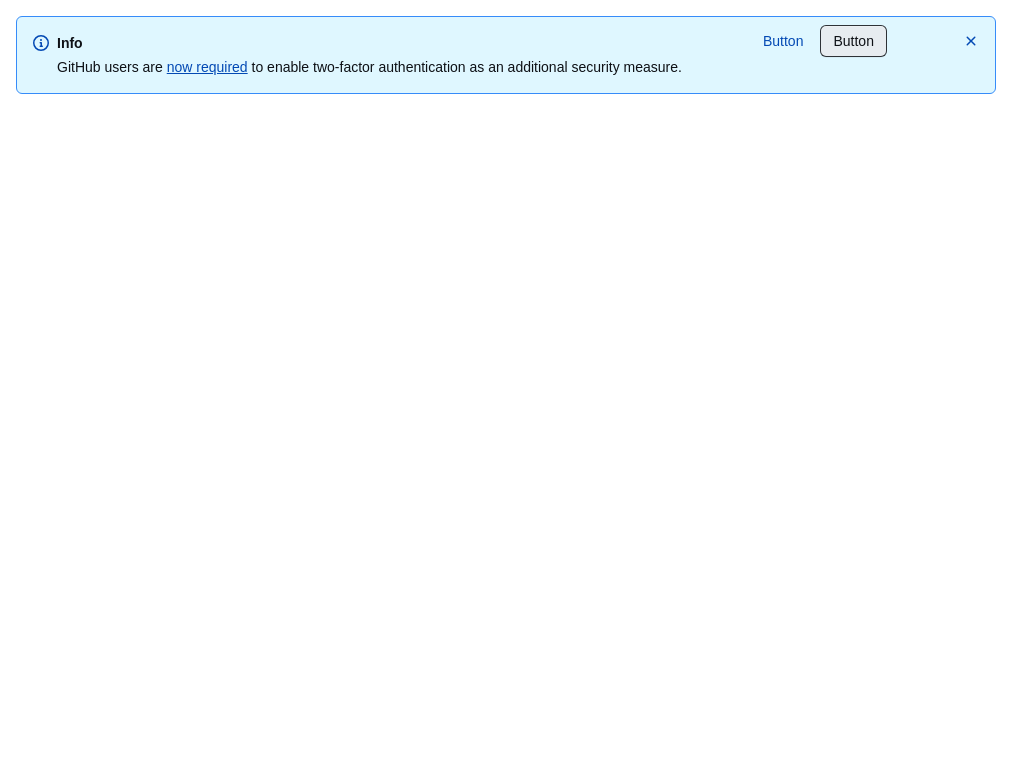 Info
Button
Button
GitHub users are now required to enable two-factor authentication as an additional security measure.